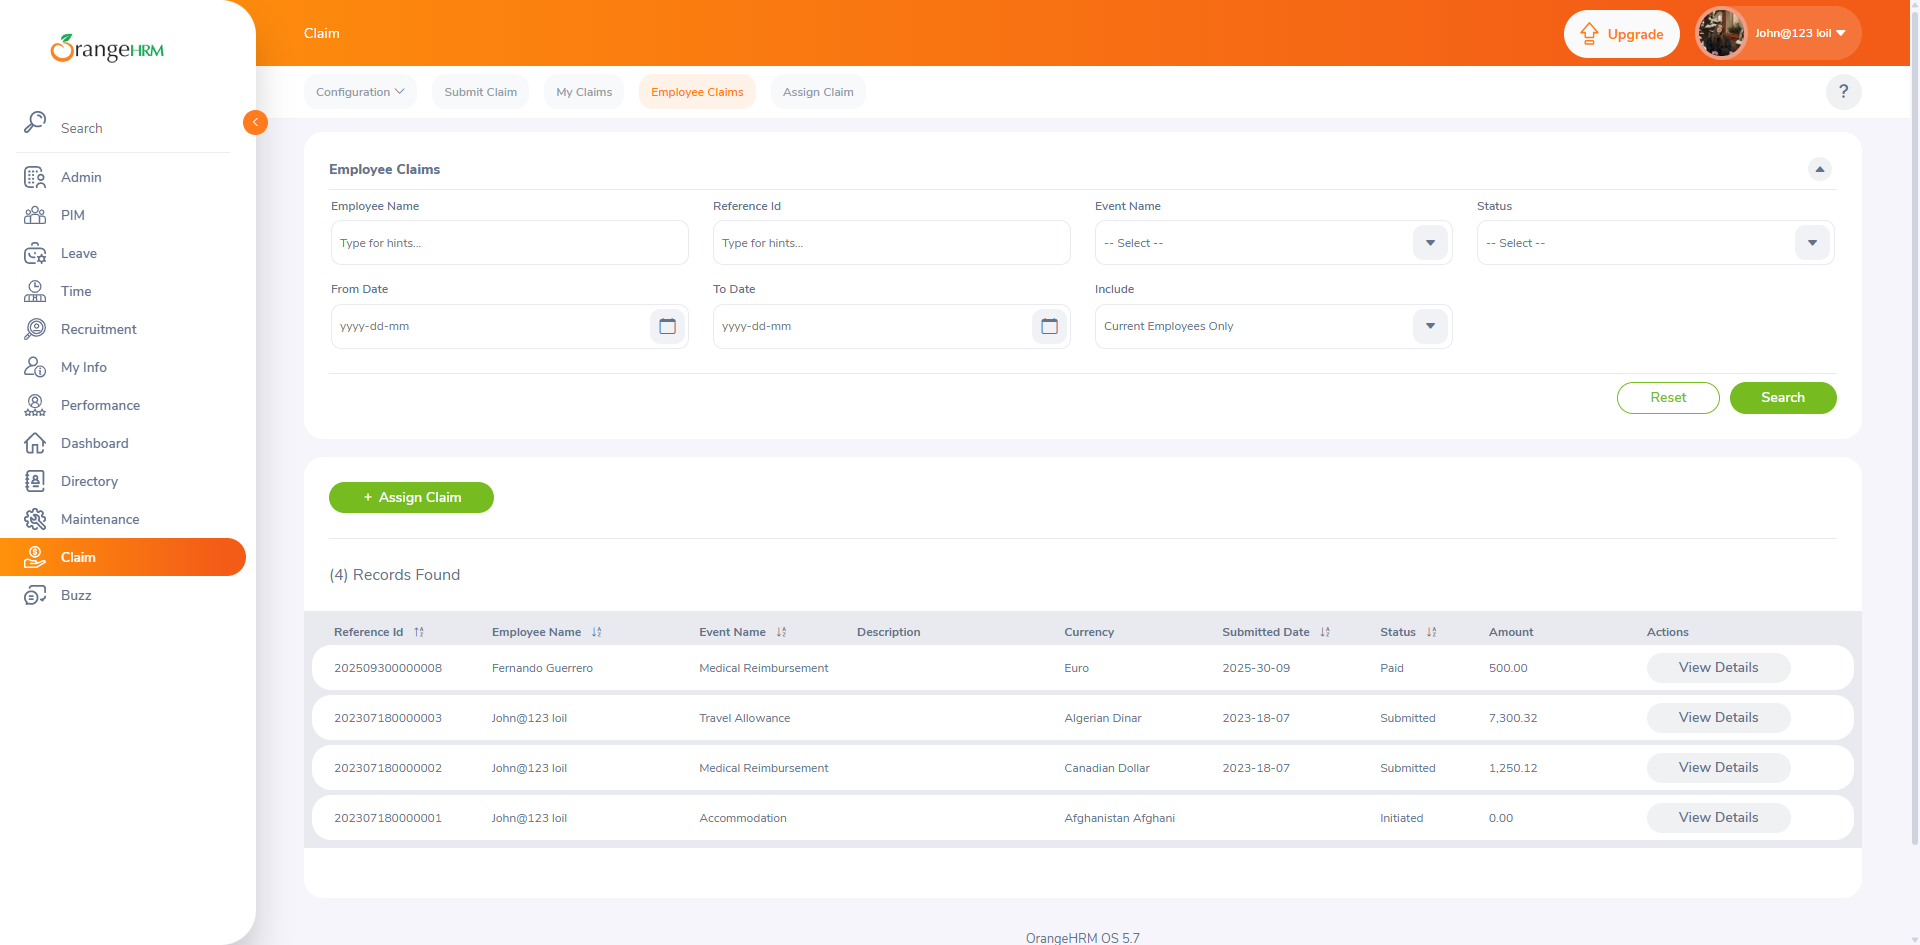 OrangeHRM
Claim
Upgrade
John@123 loil
Configuration
Submit Claim
My Claims
Employee Claims
Assign Claim
?
Search
Admin
PIM
Leave
Time
Recruitment
My Info
Performance
Dashboard
Directory
Maintenance
Claim
Buzz
Employee Claims
Employee Name Reference Id Event Name Status
Type for hints... Type for hints... -- Select -- -- Select --
From Date To Date Include
yyyy-dd-mm yyyy-dd-mm Current Employees Only
Reset Search
+ Assign Claim
(4) Records Found
Reference Id Employee Name Event Name Description Currency Submitted Date Status Amount Actions
202509300000008 Fernando Guerrero Medical Reimbursement Euro 2025-30-09 Paid 500.00 View Details
202307180000003 John@123 loil Travel Allowance Algerian Dinar 2023-18-07 Submitted 7,300.32 View Details
202307180000002 John@123 loil Medical Reimbursement Canadian Dollar 2023-18-07 Submitted 1,250.12 View Details
202307180000001 John@123 loil Accommodation Afghanistan Afghani Initiated 0.00 View Details
OrangeHRM OS 5.7